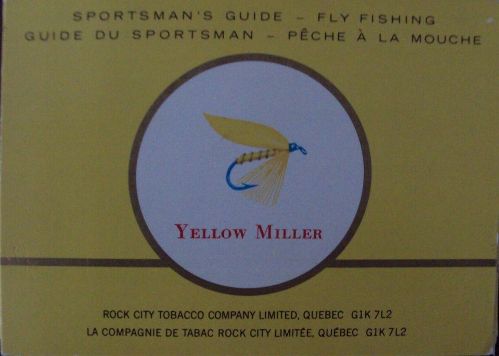 SPORTSMAN'S GUIDE – FLY FISHING
GUIDE DU SPORTSMAN – PÊCHE À LA MOUCHE
YELLOW MILLER
ROCK CITY TOBACCO COMPANY LIMITED, QUEBEC G1K 7L2
LA COMPAGNIE DE TABAC ROCK CITY LIMITÉE, QUÉBEC G1K 7L2